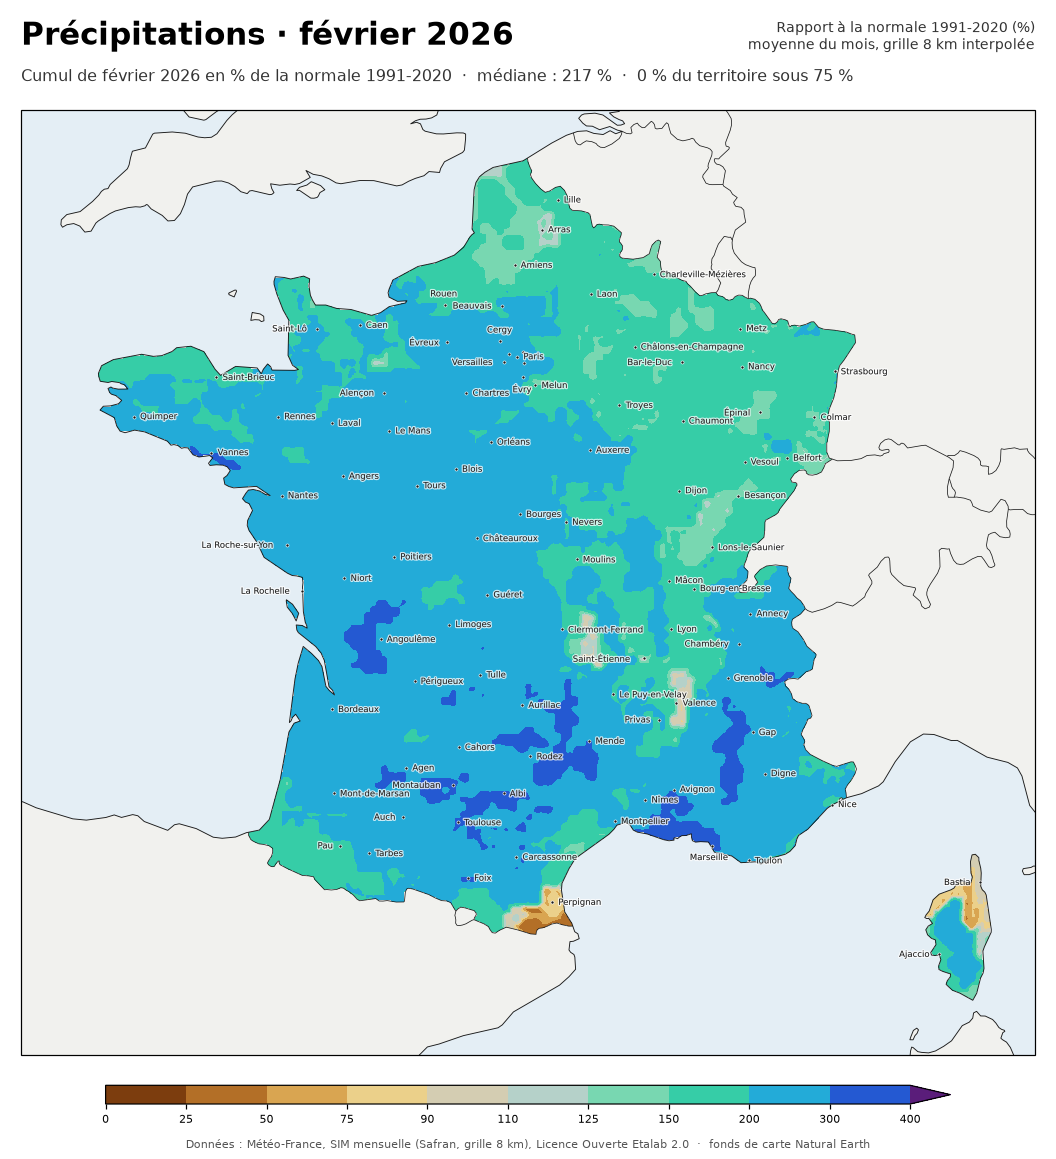 Précipitations · février 2026
Rapport à la normale 1991-2020 (%)
moyenne du mois, grille 8 km interpolée
Cumul de février 2026 en % de la normale 1991-2020 · médiane : 217 % · 0 % du territoire sous 75 %
Lille
Arras
Amiens
Charleville-Mézières
Rouen
Beauvais
Laon
Saint-Lô
Caen
Cergy
Metz
Évreux
Châlons-en-Champagne
Versailles
Paris
Bar-le-Duc
Nancy
Strasbourg
Saint-Brieuc
Alençon
Chartres
Évry
Melun
Quimper
Rennes
Laval
Le Mans
Troyes
Épinal
Chaumont
Colmar
Orléans
Auxerre
Vannes
Vesoul
Belfort
Angers
Blois
Tours
Nantes
Dijon
Besançon
Bourges
Nevers
La Roche-sur-Yon
Châteauroux
Lons-le-Saunier
Poitiers
Moulins
Niort
Mâcon
La Rochelle
Guéret
Bourg-en-Bresse
Annecy
Limoges
Clermont-Ferrand
Lyon
Angoulême
Chambéry
Saint-Étienne
Périgueux
Tulle
Grenoble
Le Puy-en-Velay
Valence
Bordeaux
Aurillac
Privas
Gap
Cahors
Rodez
Mende
Agen
Digne
Montauban
Mont-de-Marsan
Albi
Avignon
Nîmes
Nice
Auch
Toulouse
Montpellier
Pau
Tarbes
Carcassonne
Marseille
Toulon
Foix
Bastia
Perpignan
Ajaccio
0 25 50 75 90 110 125 150 200 300 400
Données : Météo-France, SIM mensuelle (Safran, grille 8 km), Licence Ouverte Etalab 2.0 · fonds de carte Natural Earth